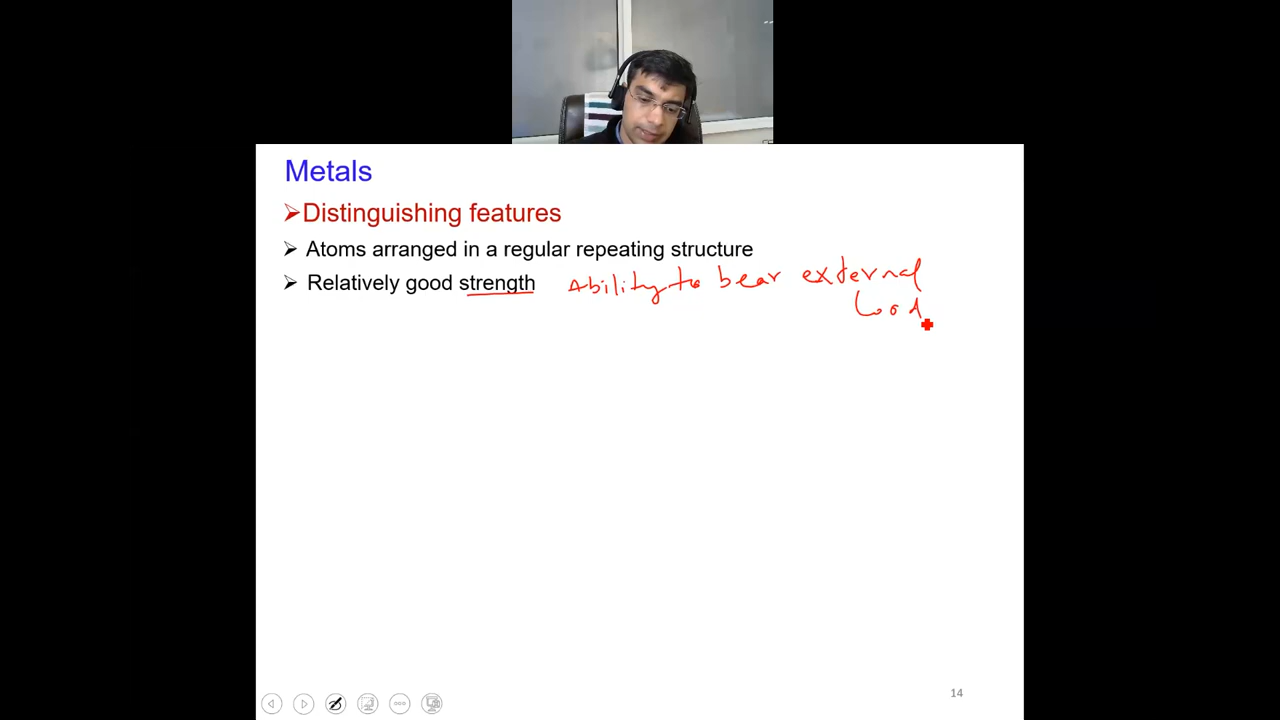 Metals
➢Distinguishing features
➢ Atoms arranged in a regular repeating structure
➢ Relatively good strength Ability to bear external
Load
14